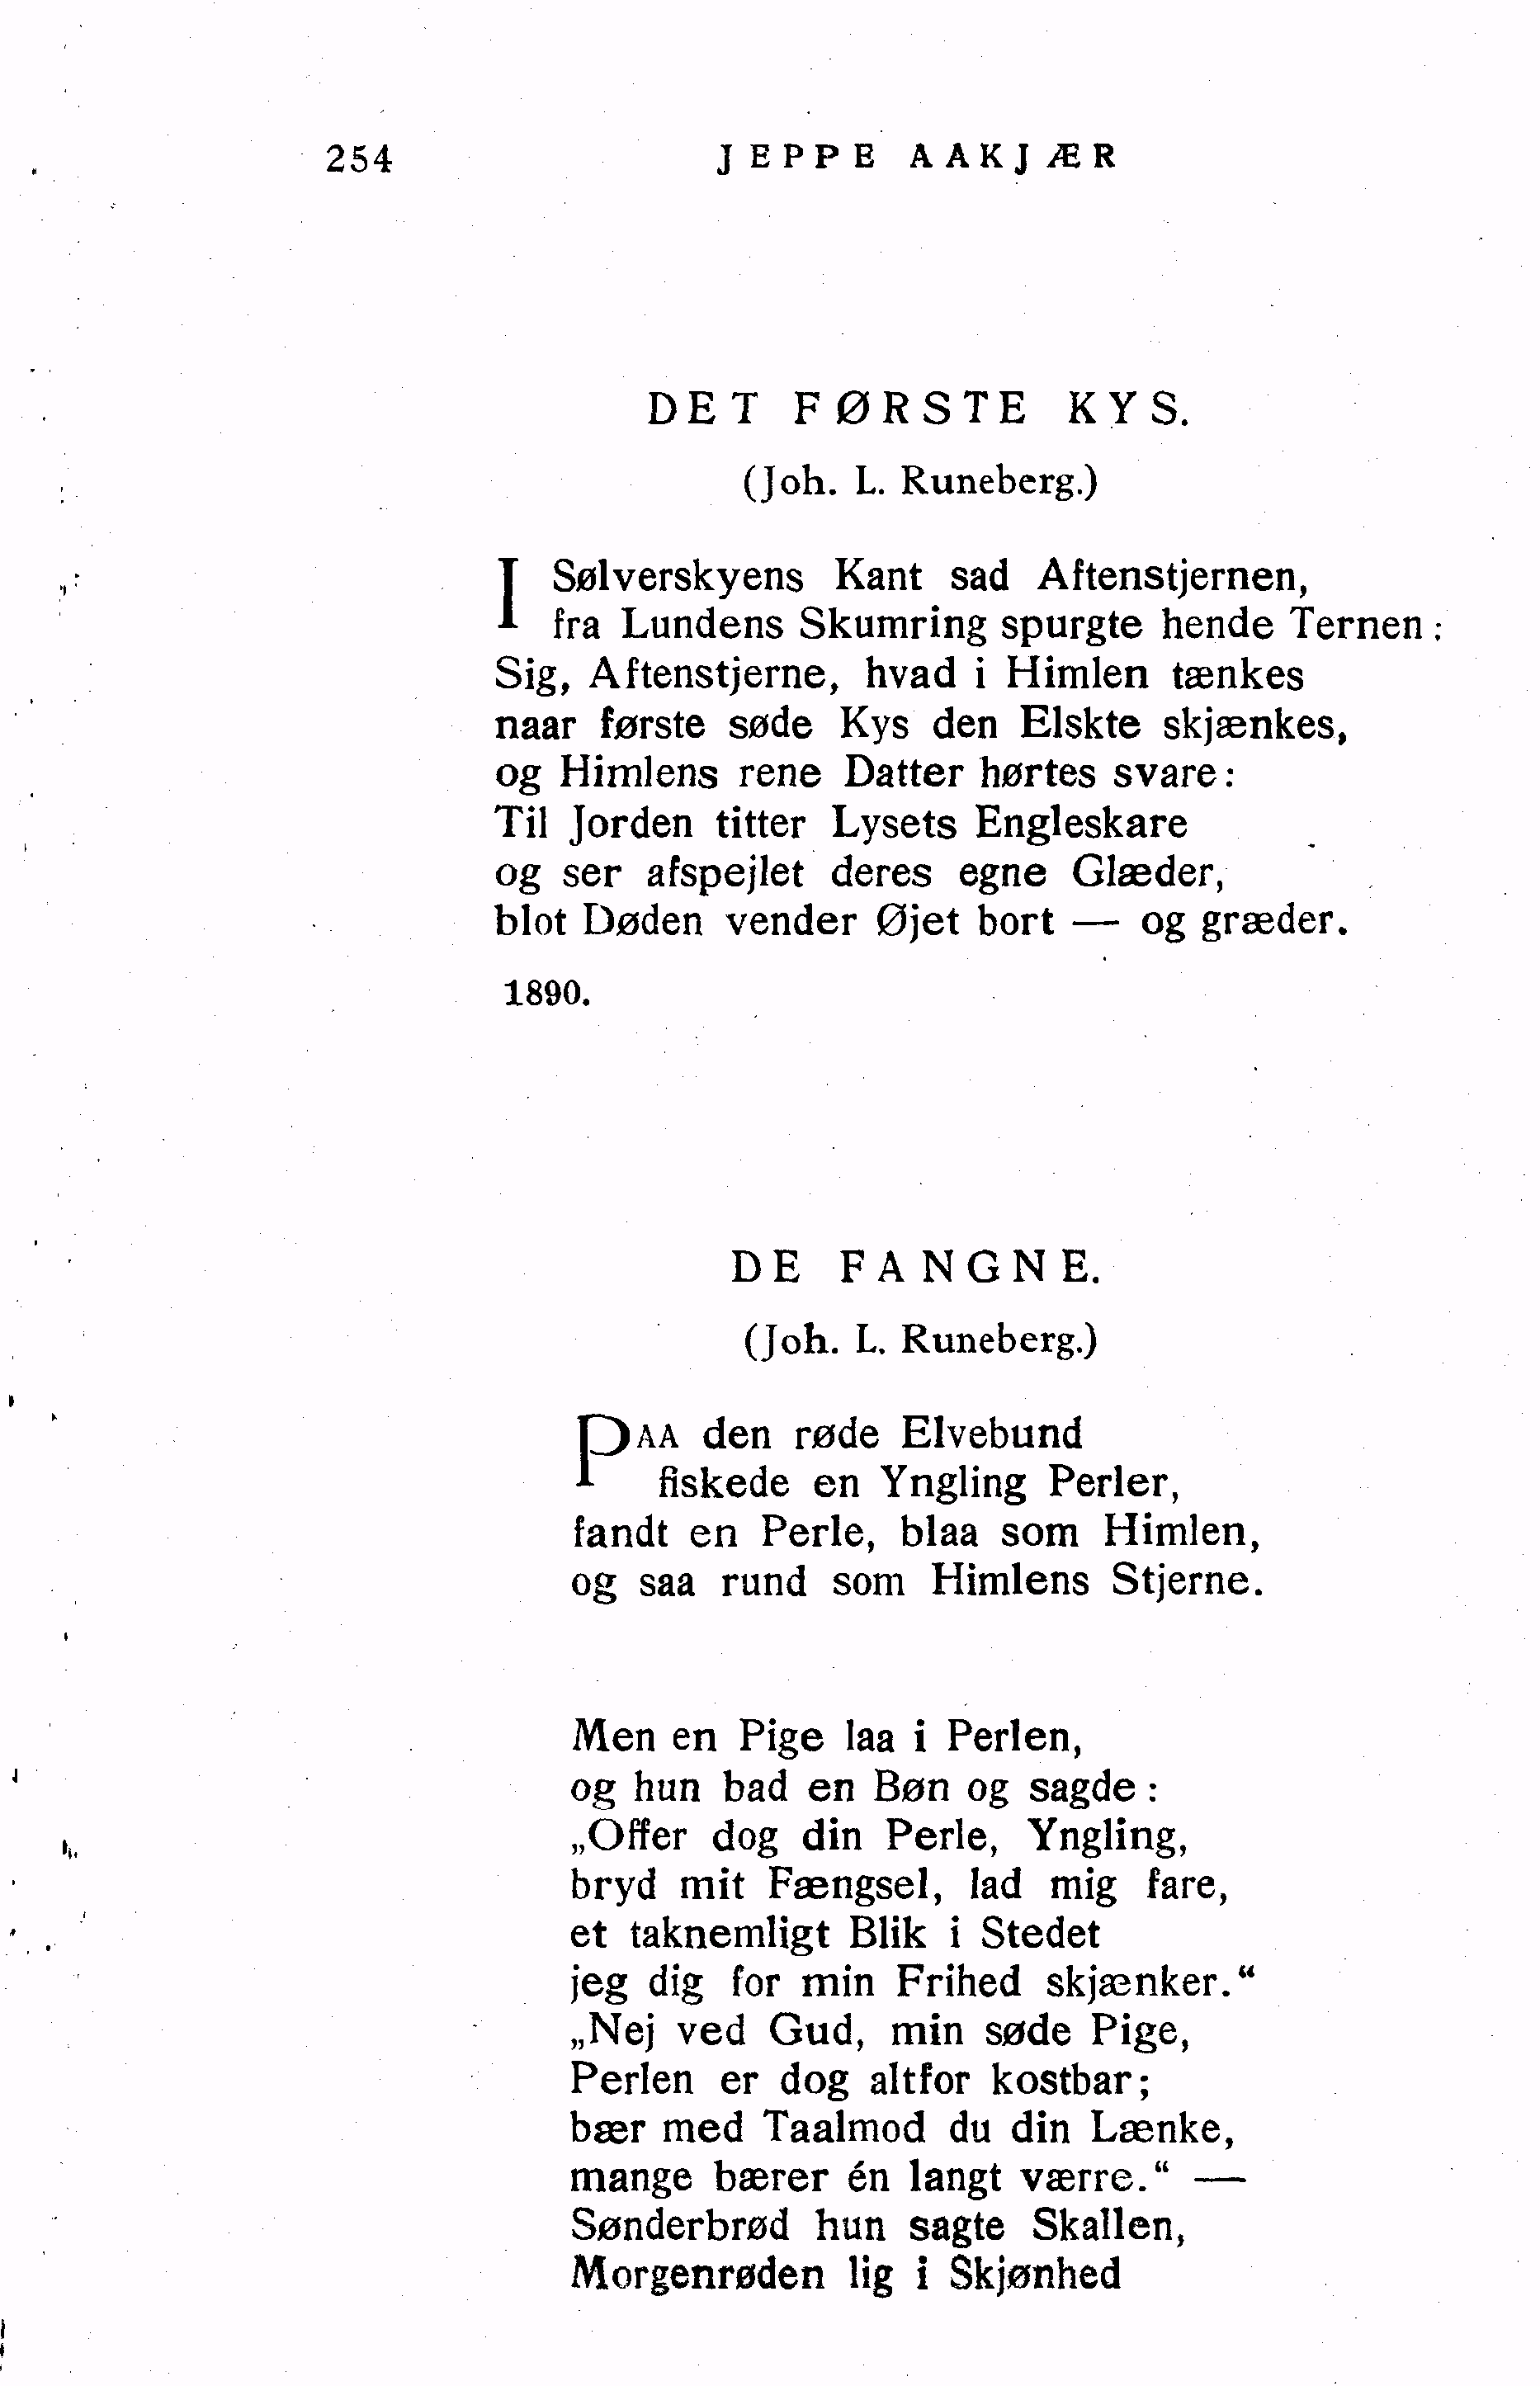 254 JEPPE AAKJÆR
DET FØRSTE KYS.
(Joh. L. Runeberg.)
I Sølverskyens Kant sad Aftenstjernen,
fra Lundens Skumring spurgte hende Ternen:
Sig, Aftenstjerne, hvad i Himlen tænkes
naar første søde Kys den Elskte skjænkes,
og Himlens rene Datter hørtes svare:
Til Jorden titter Lysets Engleskare
og ser afspejlet deres egne Glæder,
blot Døden vender Øjet bort — og græder.
1890.
DE FANGNE.
(Joh. L. Runeberg.)
PAA den røde Elvebund
fiskede en Yngling Perler,
fandt en Perle, blaa som Himlen,
og saa rund som Himlens Stjerne.
Men en Pige laa i Perlen,
og hun bad en Bøn og sagde:
„Offer dog din Perle, Yngling,
bryd mit Fængsel, lad mig fare,
et taknemligt Blik i Stedet
jeg dig for min Frihed skjænker.“
„Nej ved Gud, min søde Pige,
Perlen er dog altfor kostbar;
bær med Taalmod du din Lænke,
mange bærer én langt værre.“ —
Sønderbrød hun sagte Skallen,
Morgenrøden lig i Skjønhed